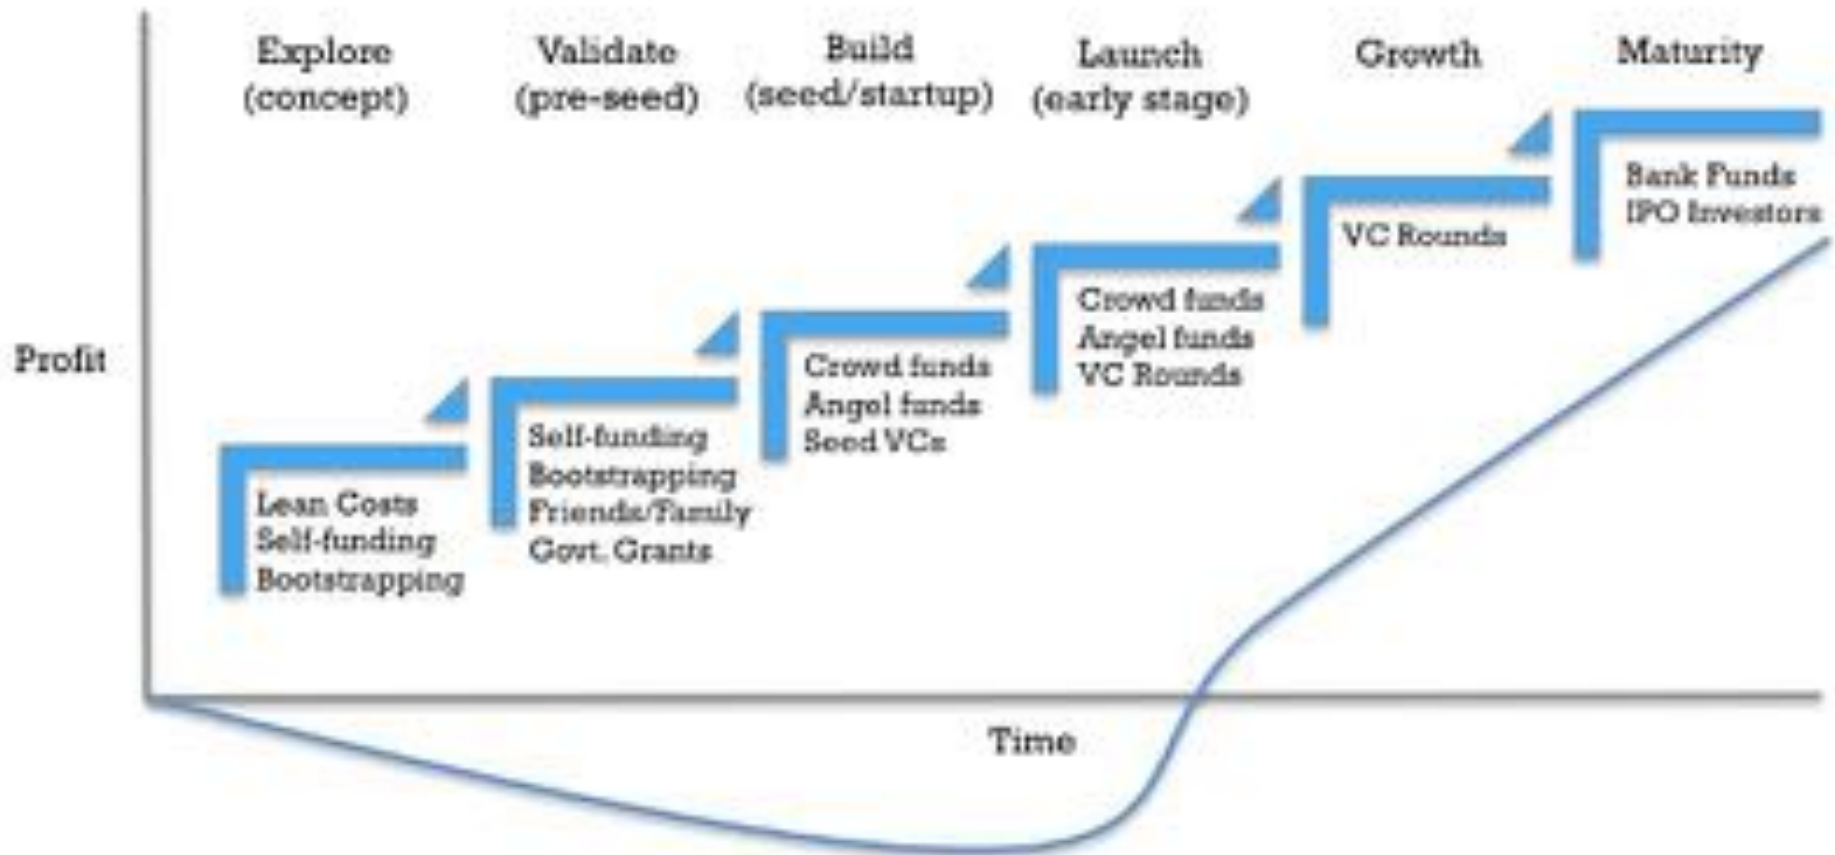 Explore
(concept)
Validate
(pre-seed)
Build
(seed/startup)
Launch
(early stage)
Growth
Maturity
Profit
Lean Costs
Self-funding
Bootstrapping
Self-funding
Bootstrapping
Friends/Family
Govt. Grants
Crowd funds
Angel funds
Seed VCs
Crowd funds
Angel funds
VC Rounds
VC Rounds
Bank Funds
IPO Investors
Time